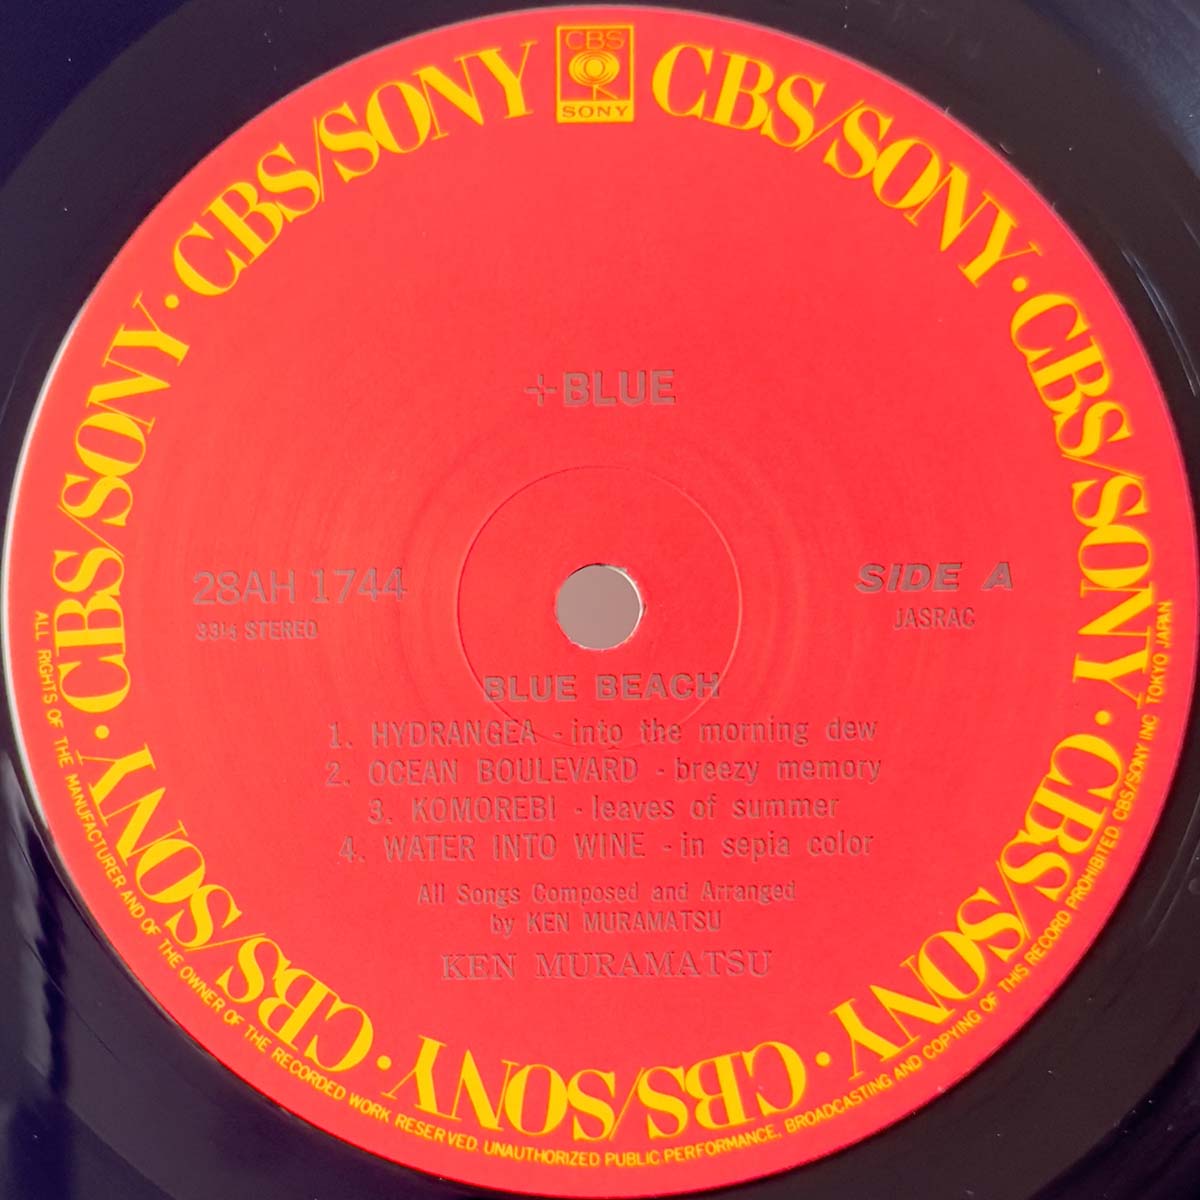 CBS
SONY
CBS/SONY · CBS/SONY · CBS/SONY · CBS/SONY · CBS/SONY · CBS/SONY · CBS/SONY · CBS/SONY
+BLUE
28AH 1744
SIDE A
33⅓ STEREO
JASRAC
BLUE BEACH
1. HYDRANGEA - into the morning dew
2. OCEAN BOULEVARD - breezy memory
3. KOMOREBI - leaves of summer
4. WATER INTO WINE - in sepia color
All Songs Composed and Arranged
by KEN MURAMATSU
KEN MURAMATSU
ALL RIGHTS OF THE MANUFACTURER AND OF THE OWNER OF THE RECORDED WORK RESERVED. UNAUTHORIZED PUBLIC PERFORMANCE, BROADCASTING AND COPYING OF THIS RECORD PROHIBITED CBS/SONY INC TOKYO JAPAN